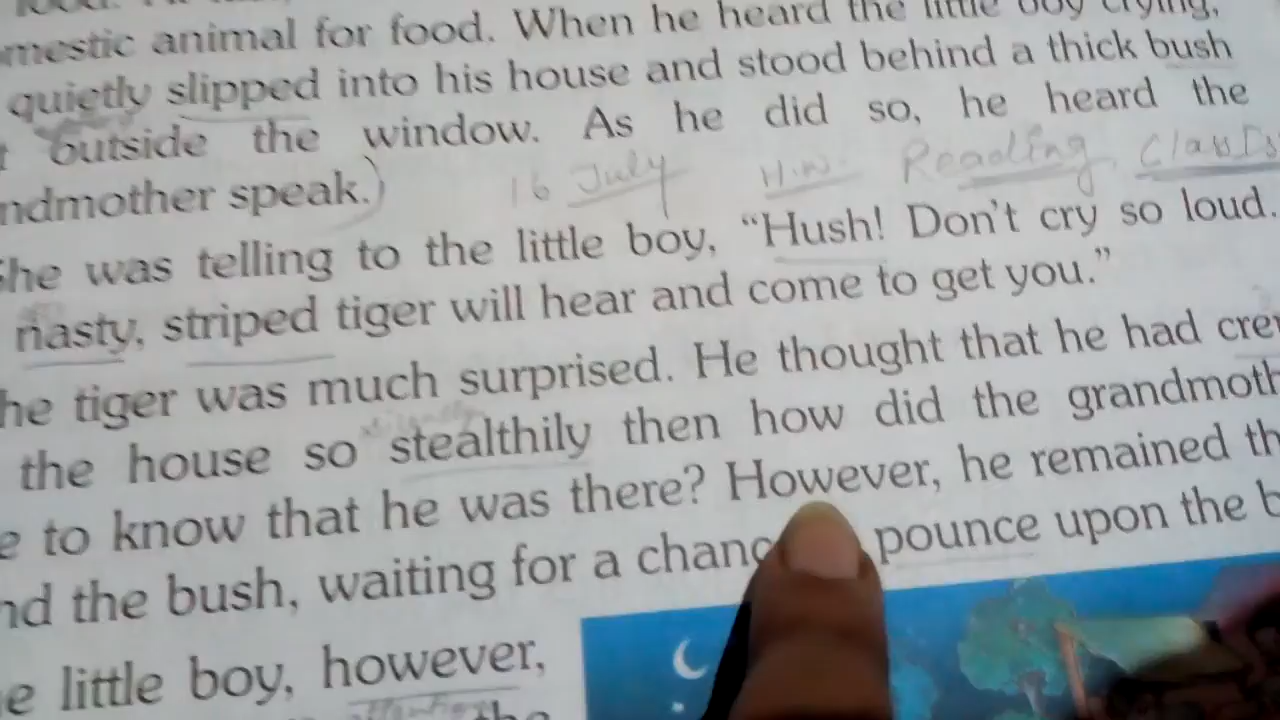 mestic animal for food. When he heard the little boy crying,
quietly slipped into his house and stood behind a thick bush
outside the window. As he did so, he heard the
ndmother speak.)
16 July H.W. Reading,
he was telling to the little boy, “Hush! Don't cry so loud.
nasty, striped tiger will hear and come to get you.”
he tiger was much surprised. He thought that he had cre
the house so stealthily then how did the grandmoth
e to know that he was there? However, he remained th
nd the bush, waiting for a chanc pounce upon the b
e little boy, however,
the